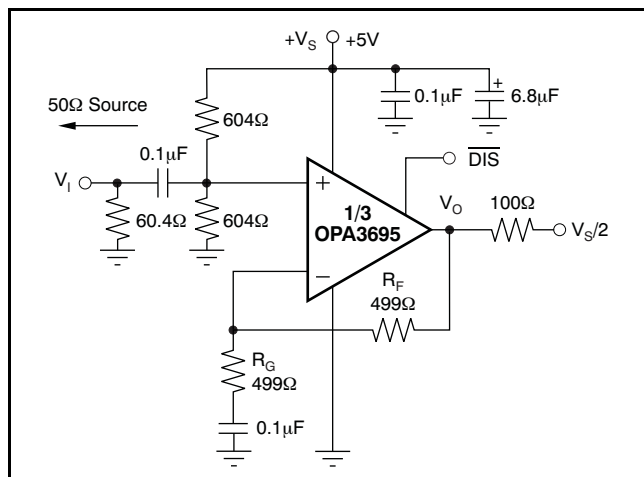 +V_S +5V
50Ω Source
0.1μF 6.8μF +
604Ω
0.1μF
DIS
V_I
+
V_O
100Ω
1/3
OPA3695
V_S/2
60.4Ω
604Ω
−
R_F
499Ω
R_G
499Ω
0.1μF